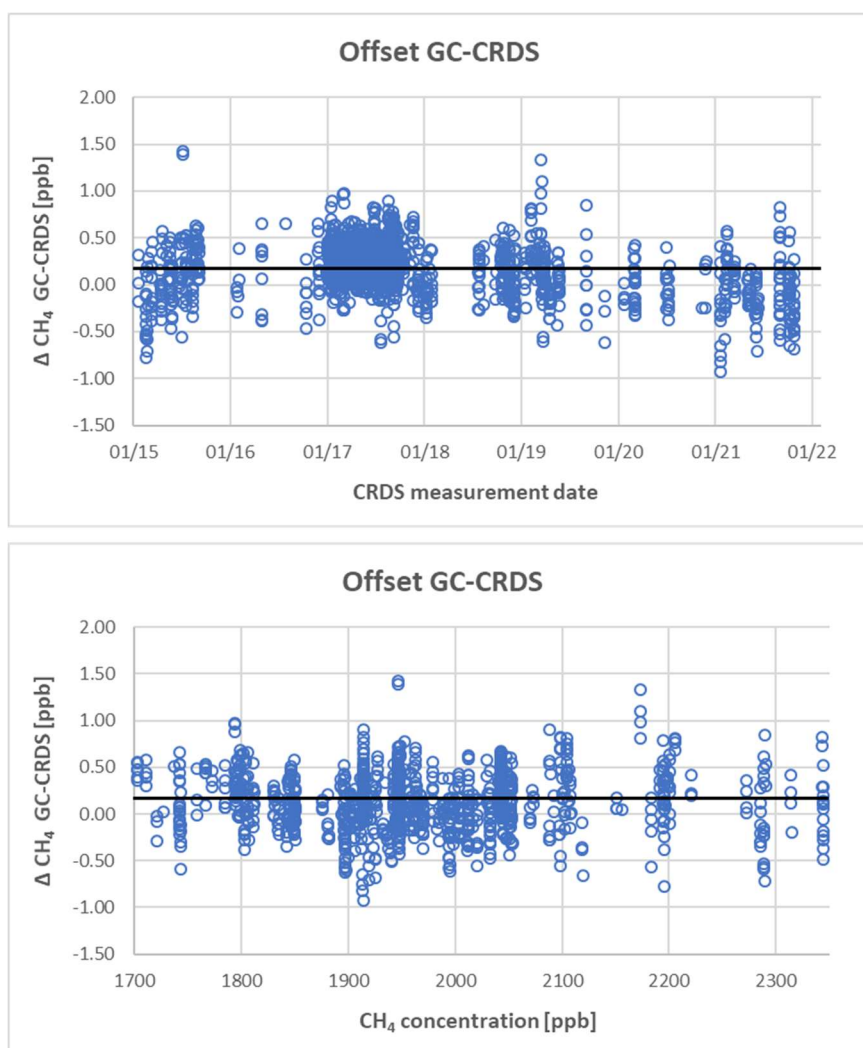 Offset GC-CRDS
2.00
1.50
1.00
0.50
0.00
-0.50
-1.00
-1.50
Δ CH₄ GC-CRDS [ppb]
01/15 01/16 01/17 01/18 01/19 01/20 01/21 01/22
CRDS measurement date
Offset GC-CRDS
2.00
1.50
1.00
0.50
0.00
-0.50
-1.00
-1.50
Δ CH₄ GC-CRDS [ppb]
1700 1800 1900 2000 2100 2200 2300
CH₄ concentration [ppb]